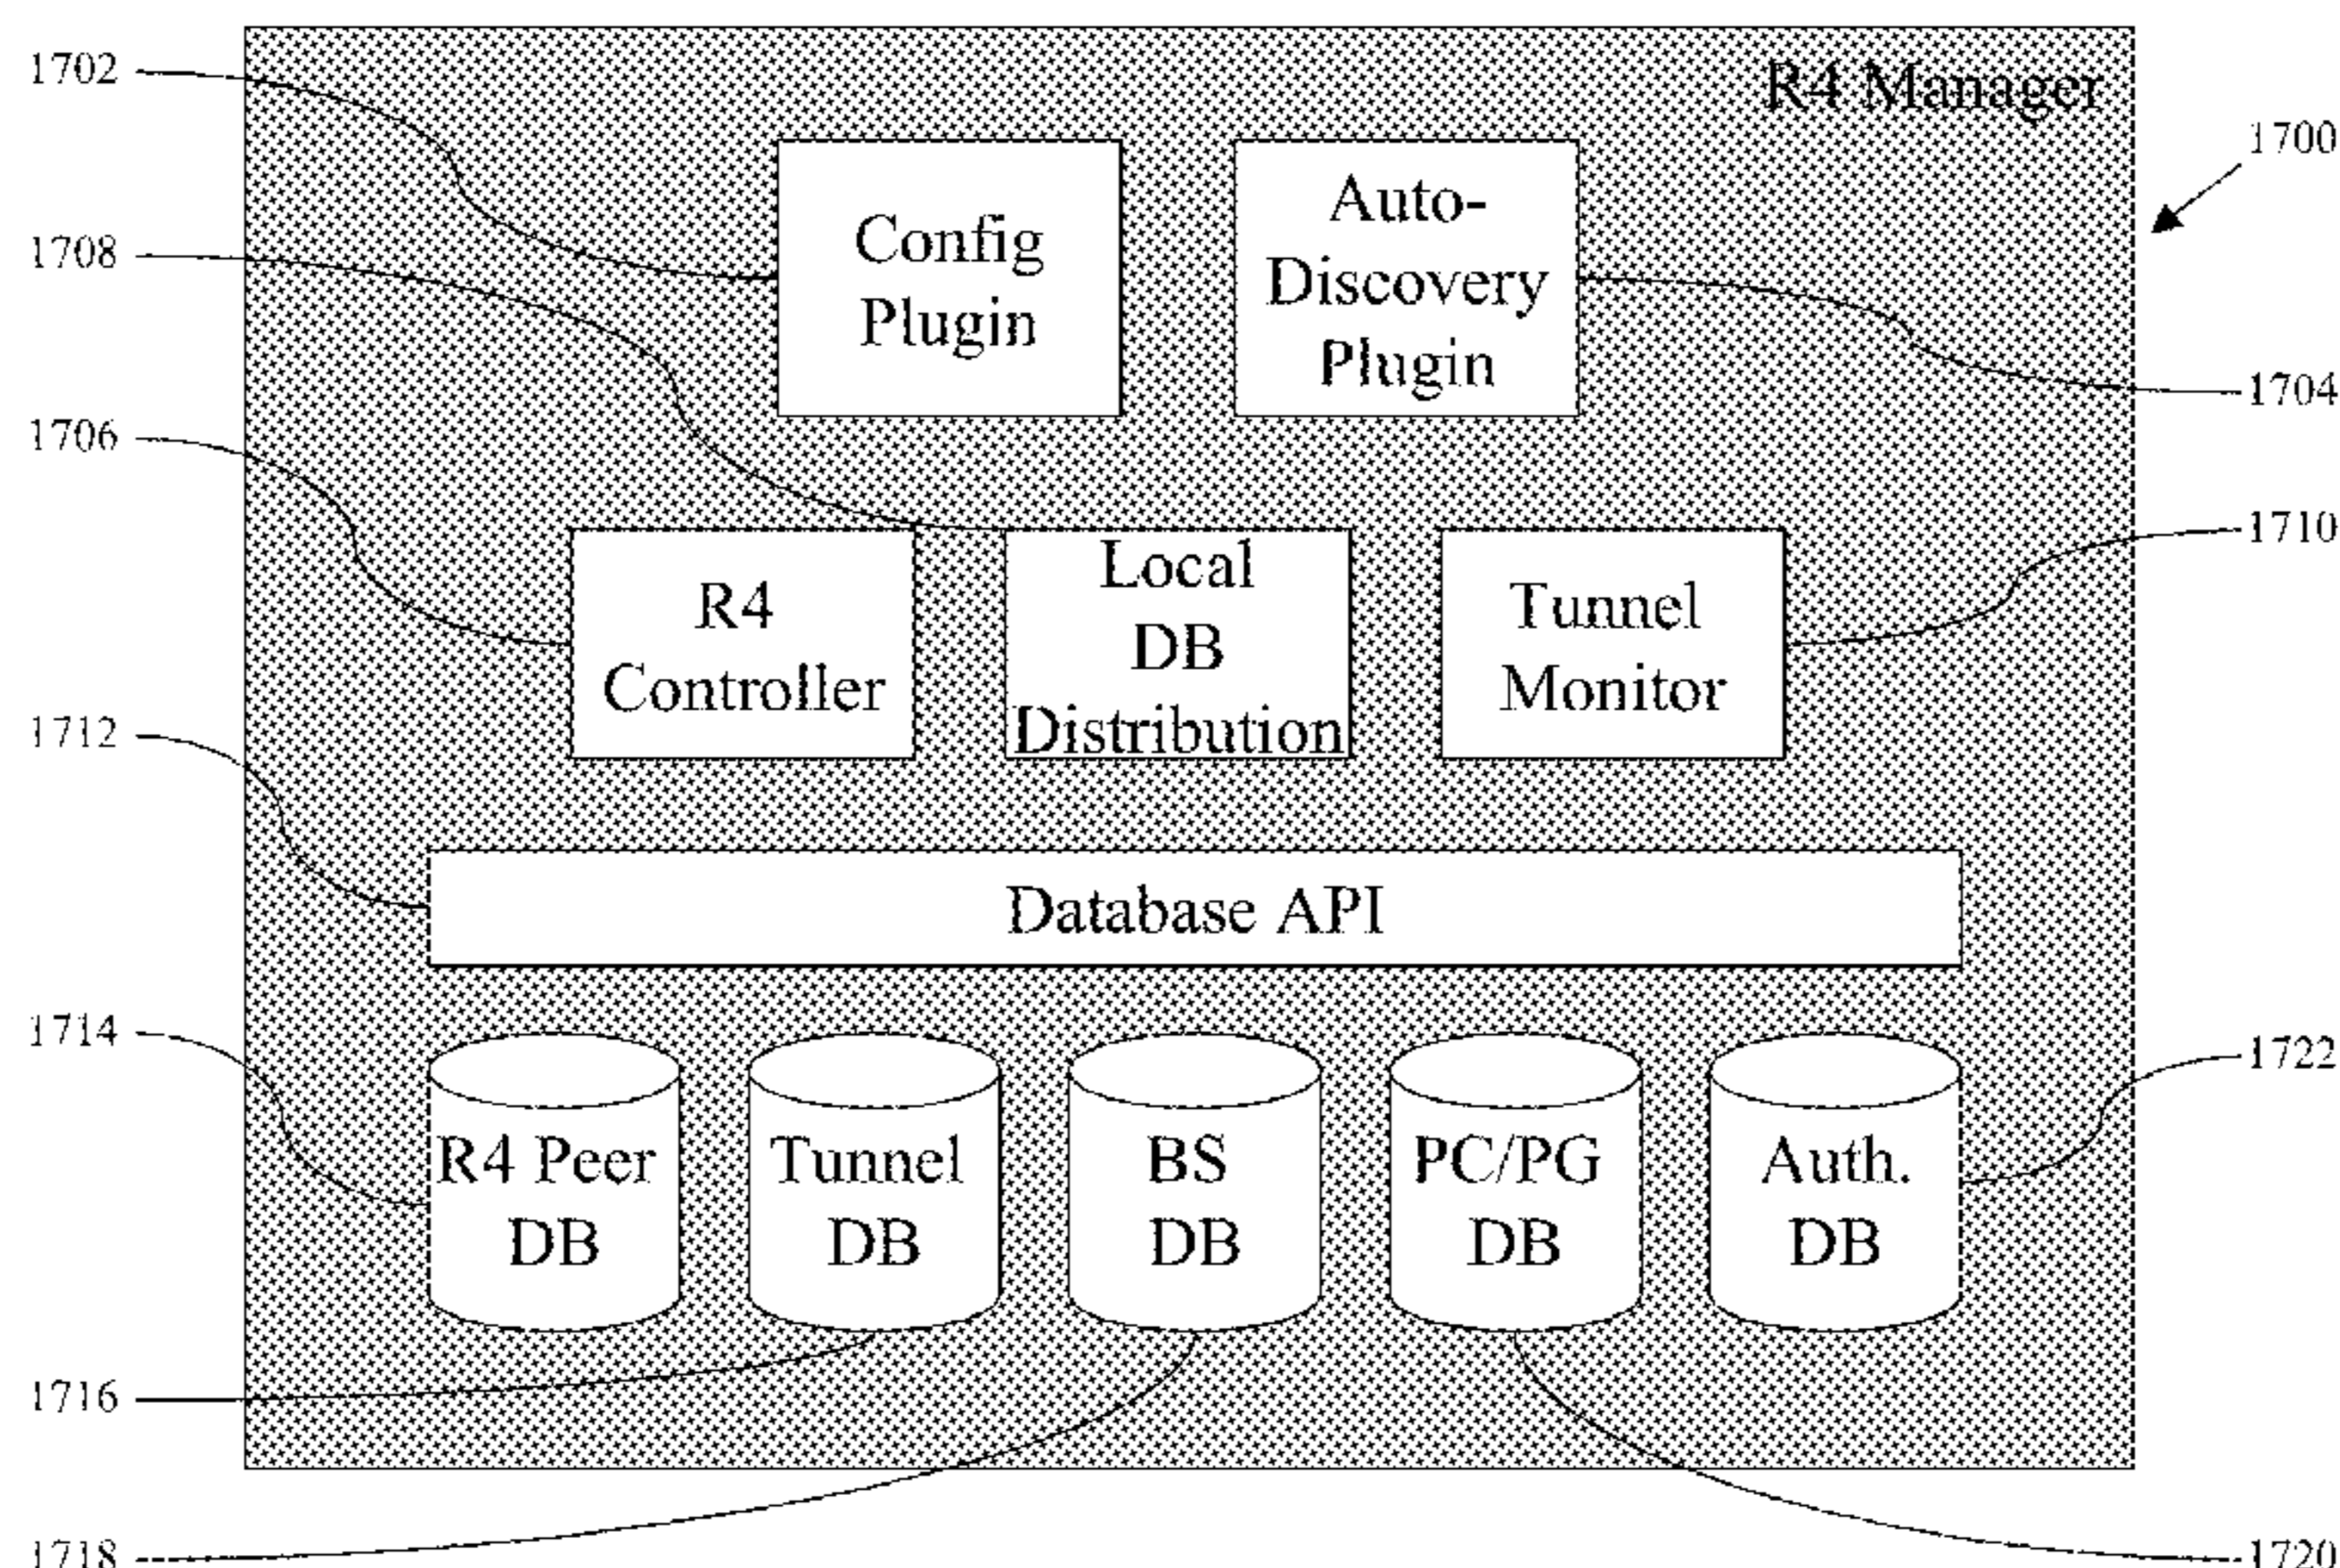 R4 Manager
1702
1700
Config
Plugin
Auto-
Discovery
Plugin
1708
1704
1706
1710
R4
Controller
Local
DB
Distribution
Tunnel
Monitor
1712
Database API
1714
1722
R4 Peer
DB
Tunnel
DB
BS
DB
PC/PG
DB
Auth.
DB
1716
1718
1720